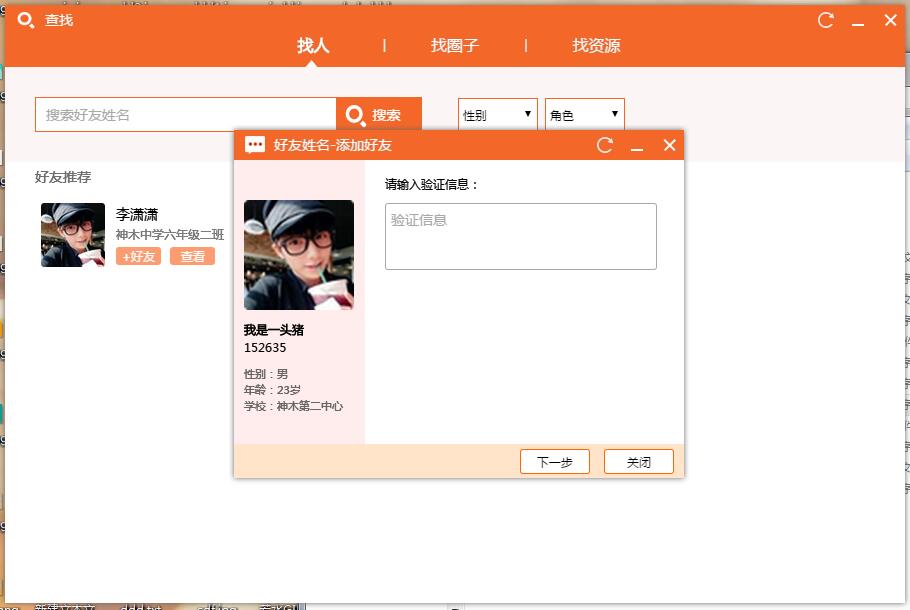 查找
找人 | 找圈子 | 找资源
搜索好友姓名 搜索 性别 角色
好友姓名-添加好友
好友推荐
李潇潇
神木中学六年级二班
+好友 查看
请输入验证信息：
验证信息
我是一头猪
152635
性别：男
年龄：23岁
学校：神木第二中心
下一步 关闭